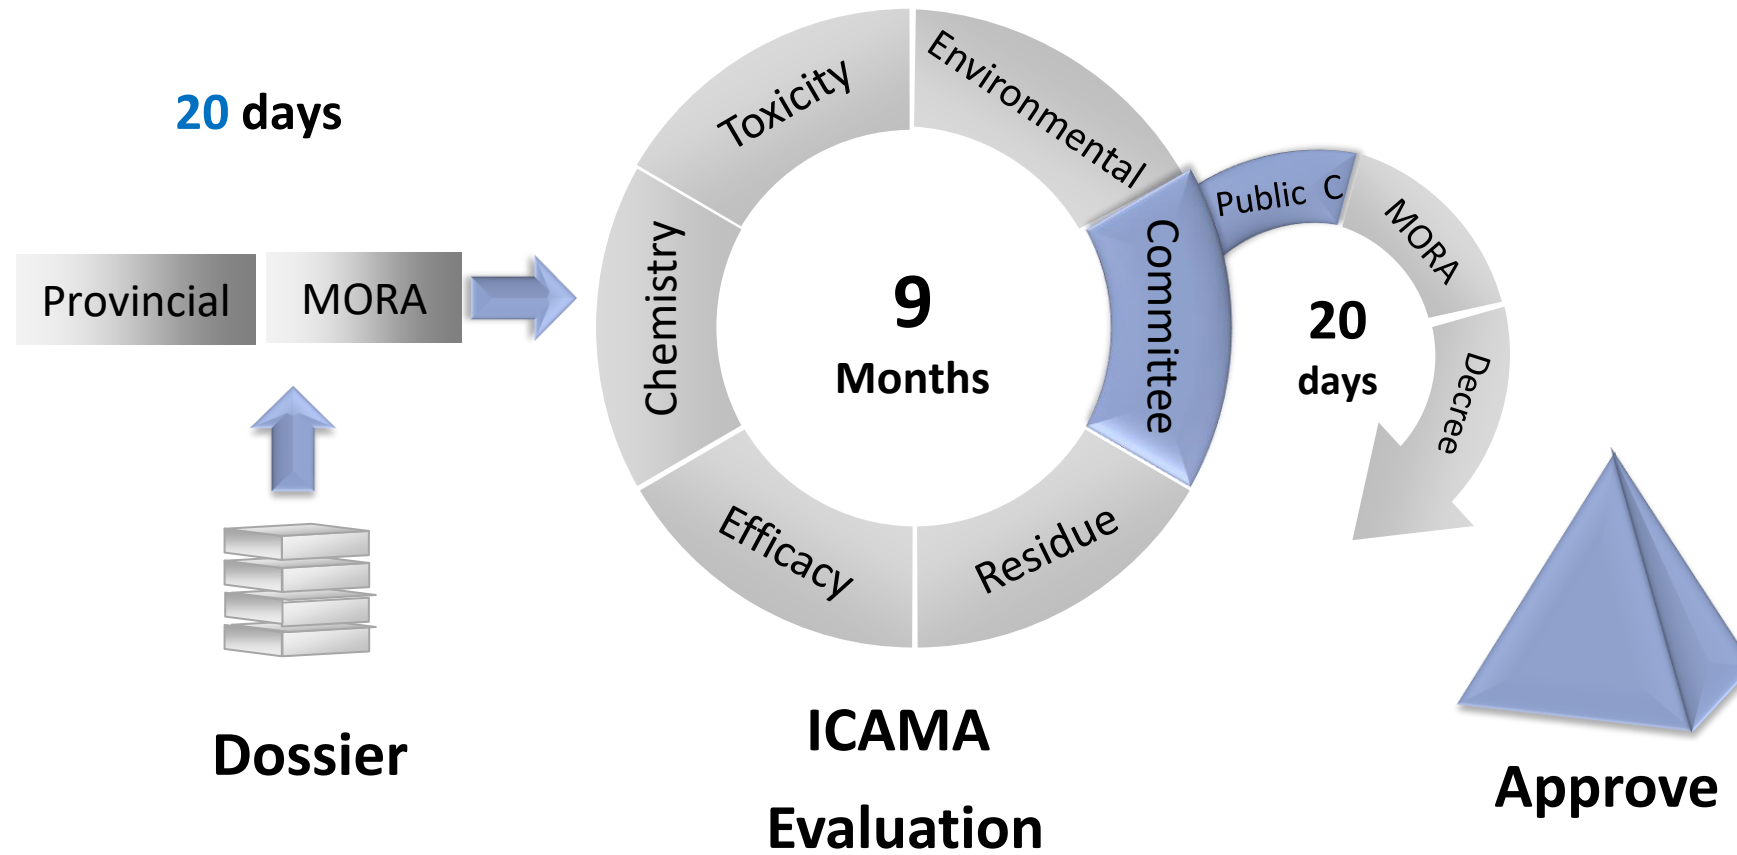 20 days
Provincial
MORA
Dossier
Toxicity
Environmental
Chemistry
Committee
Efficacy
Residue
9
Months
ICAMA
Evaluation
Public C
MORA
Decree
20
days
Approve